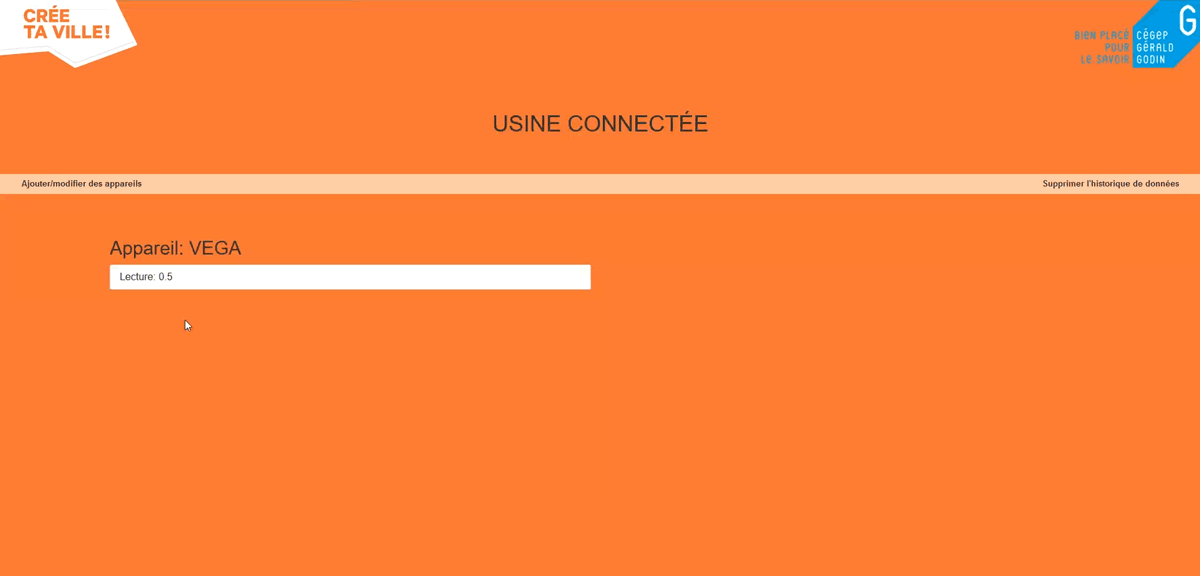 CRÉE
TA VILLE!
BIEN PLACÉ
POUR
LE SAVOIR
CÉGEP
GÉRALD
GODIN
G
USINE CONNECTÉE
Ajouter/modifier des appareils
Supprimer l'historique de données
Appareil: VEGA
Lecture: 0.5